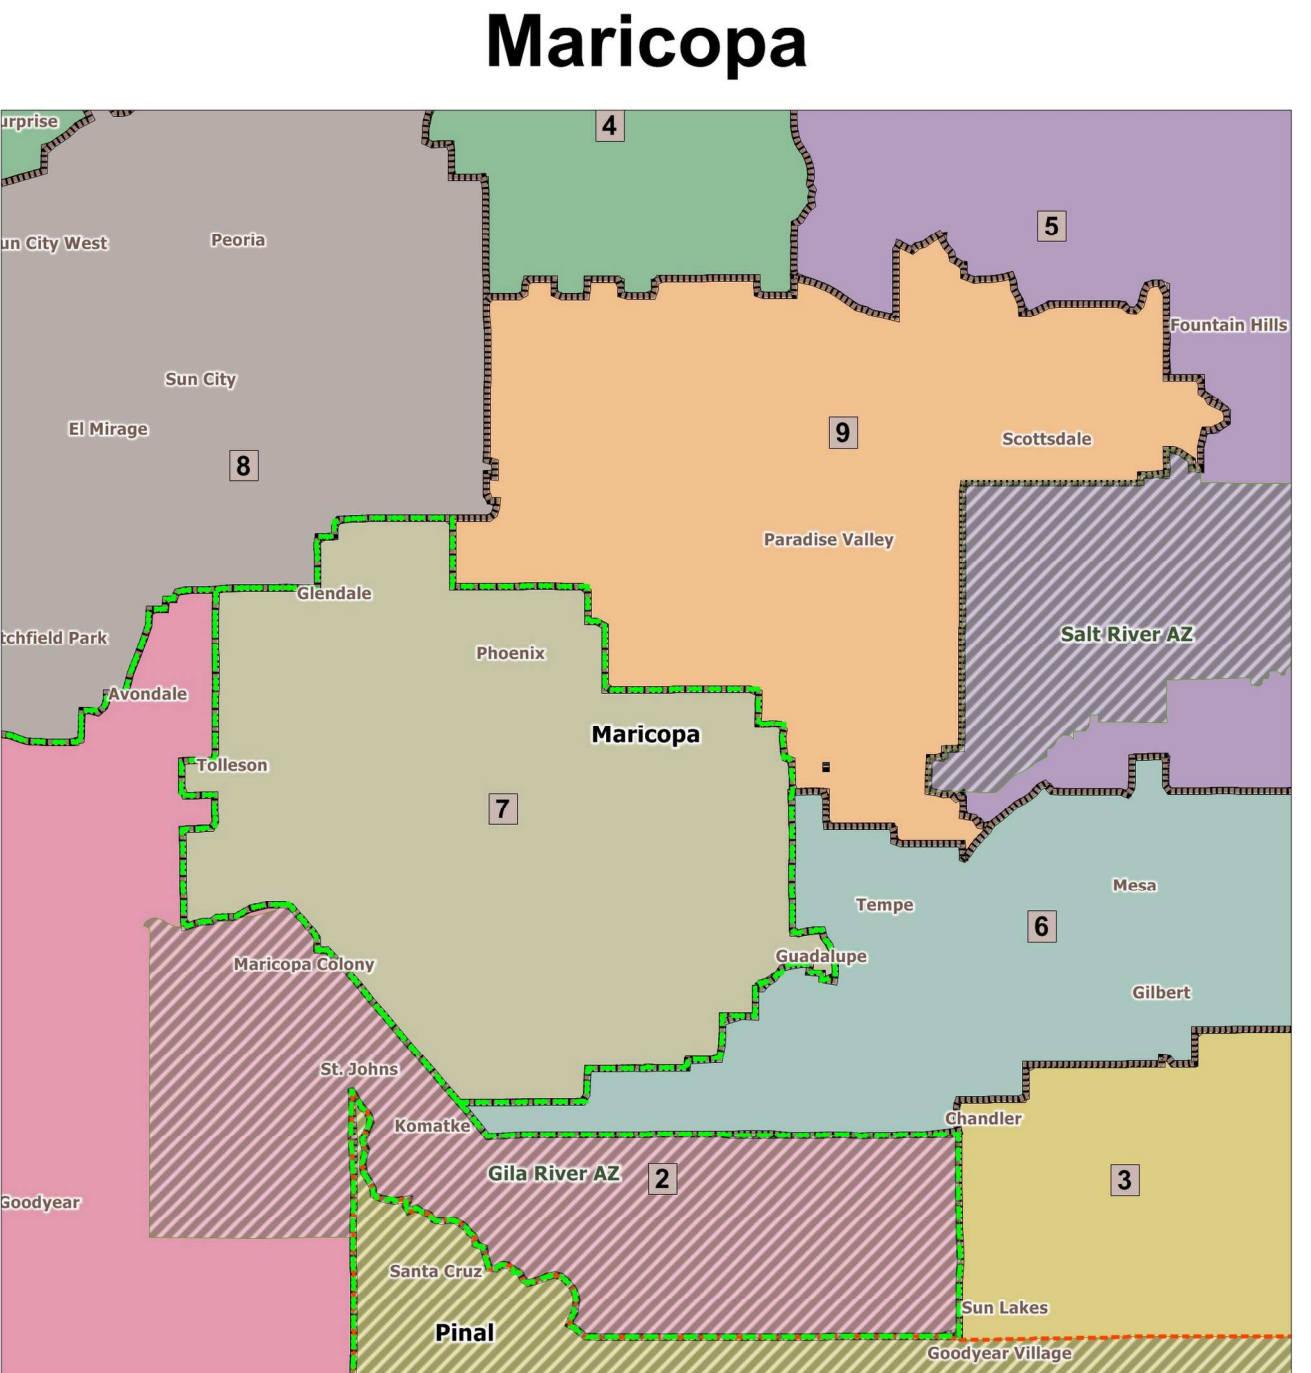 Maricopa
4
urprise
5
Peoria
un City West
Fountain Hills
Sun City
El Mirage
9
Scottsdale
8
Paradise Valley
Glendale
Salt River AZ
tchfield Park
Phoenix
Avondale
Maricopa
Tolleson
7
Mesa
Tempe
6
Guadalupe
Maricopa Colony
Gilbert
St. Johns
Chandler
Komatke
Gila River AZ
2
3
Goodyear
Santa Cruz
Sun Lakes
Pinal
Goodyear Village